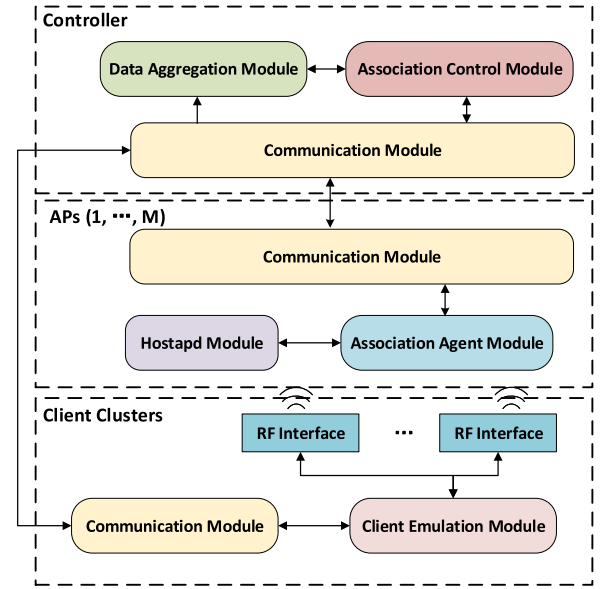 Controller
Data Aggregation Module
Association Control Module
Communication Module
APs (1, ···, M)
Communication Module
Hostapd Module
Association Agent Module
Client Clusters
RF Interface
···
RF Interface
Communication Module
Client Emulation Module